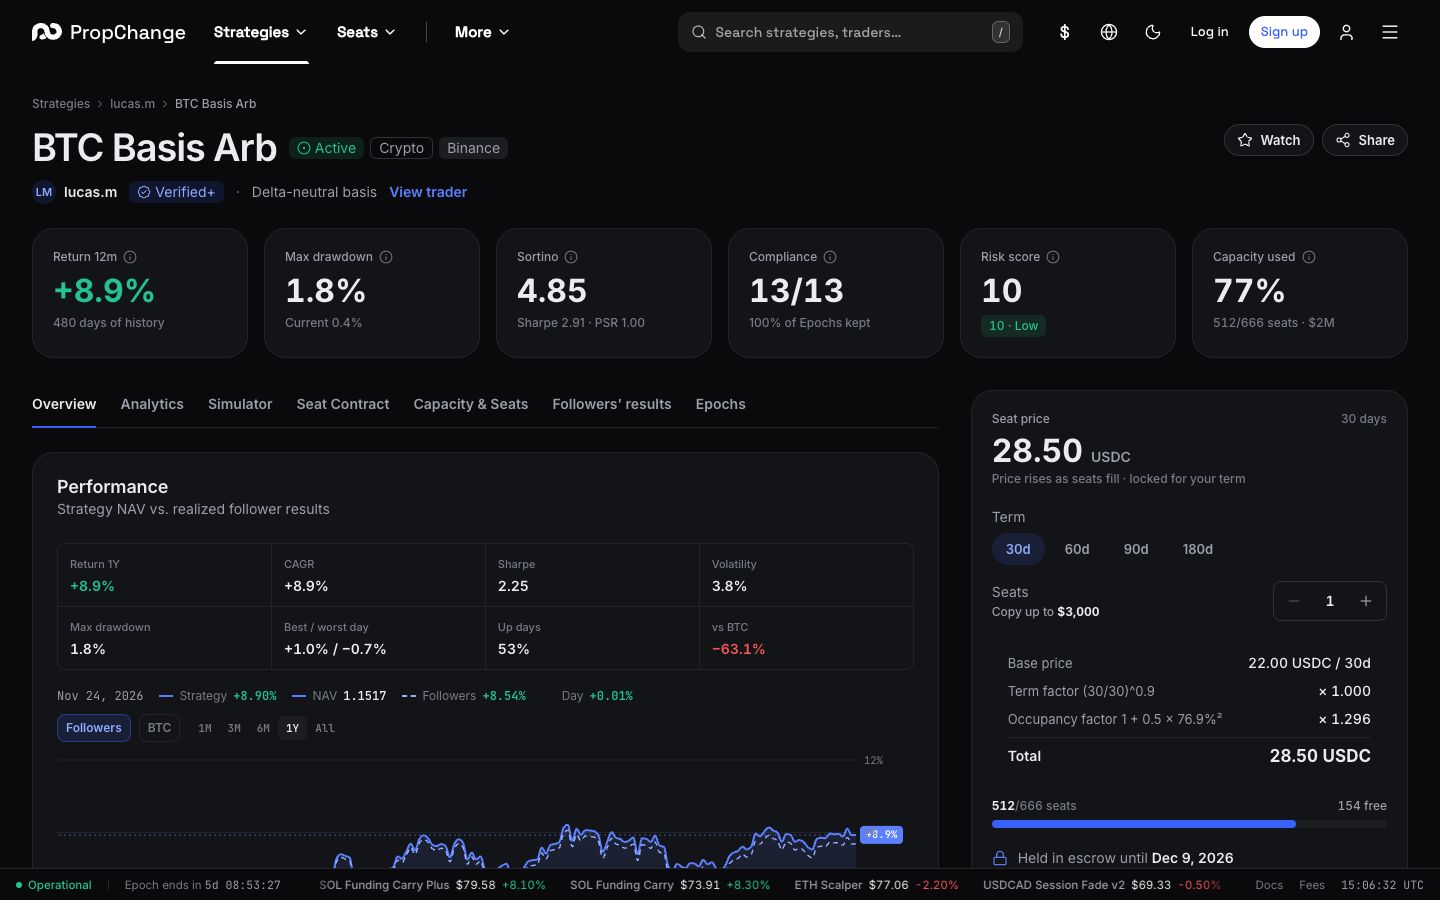 PropChange Strategies Seats More Search strategies, traders... / $ Log in Sign up
Strategies > lucas.m > BTC Basis Arb
BTC Basis Arb Active Crypto Binance Watch Share
LM lucas.m Verified+ · Delta-neutral basis View trader
Return 12m Max drawdown Sortino Compliance Risk score Capacity used
+8.9% 1.8% 4.85 13/13 10 77%
480 days of history Current 0.4% Sharpe 2.91 · PSR 1.00 100% of Epochs kept 10 · Low 512/666 seats · $2M
Overview Analytics Simulator Seat Contract Capacity & Seats Followers' results Epochs
Performance
Strategy NAV vs. realized follower results
Return 1Y CAGR Sharpe Volatility
+8.9% +8.9% 2.25 3.8%
Max drawdown Best / worst day Up days vs BTC
1.8% +1.0% / −0.7% 53% −63.1%
Nov 24, 2026 Strategy +8.90% NAV 1.1517 Followers +8.54% Day +0.01%
Followers BTC 1M 3M 6M 1Y All
12%
+8.9%
Seat price 30 days
28.50 USDC
Price rises as seats fill · locked for your term
Term
30d 60d 90d 180d
Seats
Copy up to $3,000
− 1 +
Base price 22.00 USDC / 30d
Term factor (30/30)^0.9 × 1.000
Occupancy factor 1 + 0.5 × 76.9%² × 1.296
Total 28.50 USDC
512/666 seats 154 free
Held in escrow until Dec 9, 2026
Operational Epoch ends in 5d 08:53:27 SOL Funding Carry Plus $79.58 +8.10% SOL Funding Carry $73.91 +8.30% ETH Scalper $77.06 -2.20% USDCAD Session Fade v2 $69.33 -0.50% Docs Fees 15:06:32 UTC